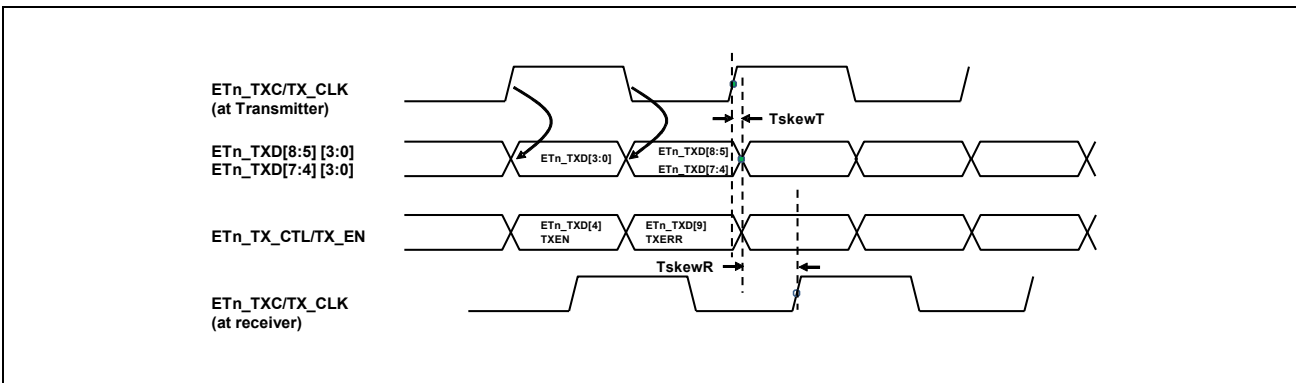 ETn_TXC/TX_CLK
(at Transmitter)
TskewT
ETn_TXD[8:5] [3:0]
ETn_TXD[7:4] [3:0]
ETn_TXD[3:0]
ETn_TXD[8:5]
ETn_TXD[7:4]
ETn_TX_CTL/TX_EN
ETn_TXD[4]
TXEN
ETn_TXD[9]
TXERR
TskewR
ETn_TXC/TX_CLK
(at receiver)